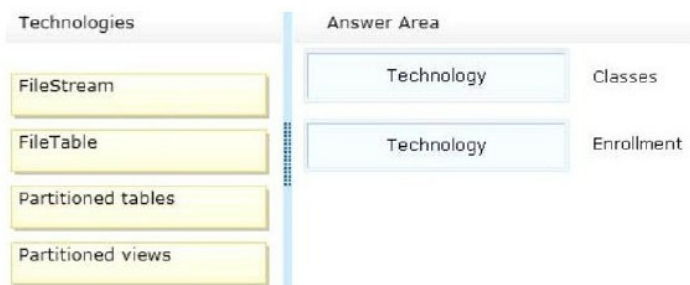 Technologies
Answer Area
FileStream
FileTable
Partitioned tables
Partitioned views
Technology
Classes
Technology
Enrollment